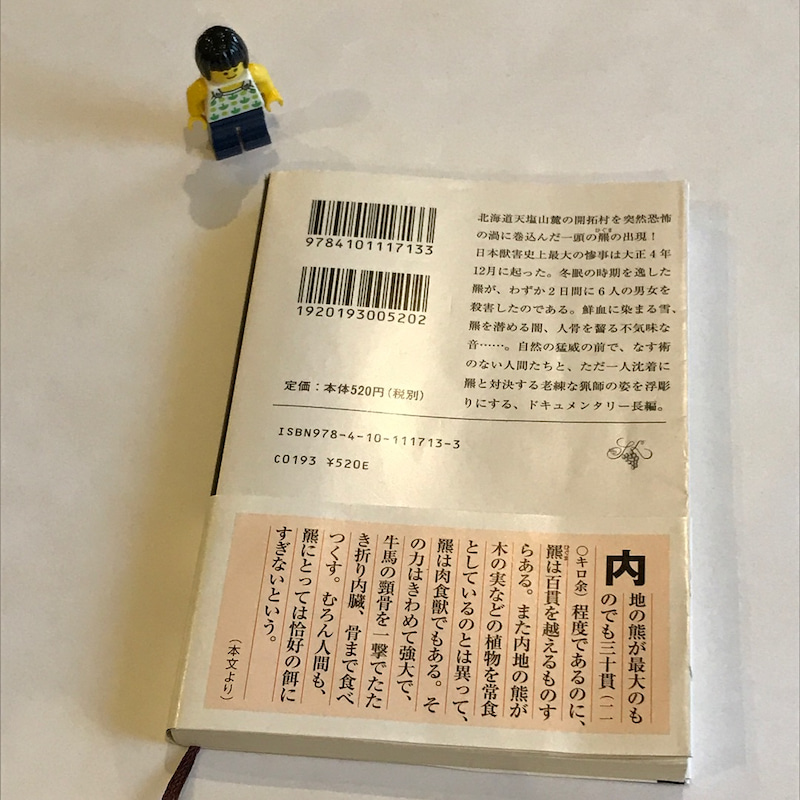 9784101117133
1920193005202
定価：本体520円（税別）
北海道天塩山麓の開拓村を突然恐怖
の渦に巻込んだ一頭の羆の出現！
ひぐま
日本獣害史上最大の惨事は大正４年
12月に起った。冬眠の時期を逸した
羆が、わずか２日間に６人の男女を
殺害したのである。鮮血に染まる雪、
羆を潜める闇、人骨を齧る不気味な
音……。自然の猛威の前で、なす術
のない人間たちと、ただ一人沈着に
羆と対決する老練な猟師の姿を浮彫
りにする、ドキュメンタリー長編。
ISBN978-4-10-111713-3
C0193 ¥520E
内地の熊が最大のも
のでも三十貫（一一
〇キロ余）程度であるのに、
羆は百貫を越えるものす
ひぐま
らある。また内地の熊が
木の実などの植物を常食
としているのとは異って、
羆は肉食獣でもある。そ
の力はきわめて強大で、
牛馬の頸骨を一撃でたた
き折り内臓、骨まで食べ
つくす。むろん人間も、
羆にとっては恰好の餌に
すぎないという。
（本文より）